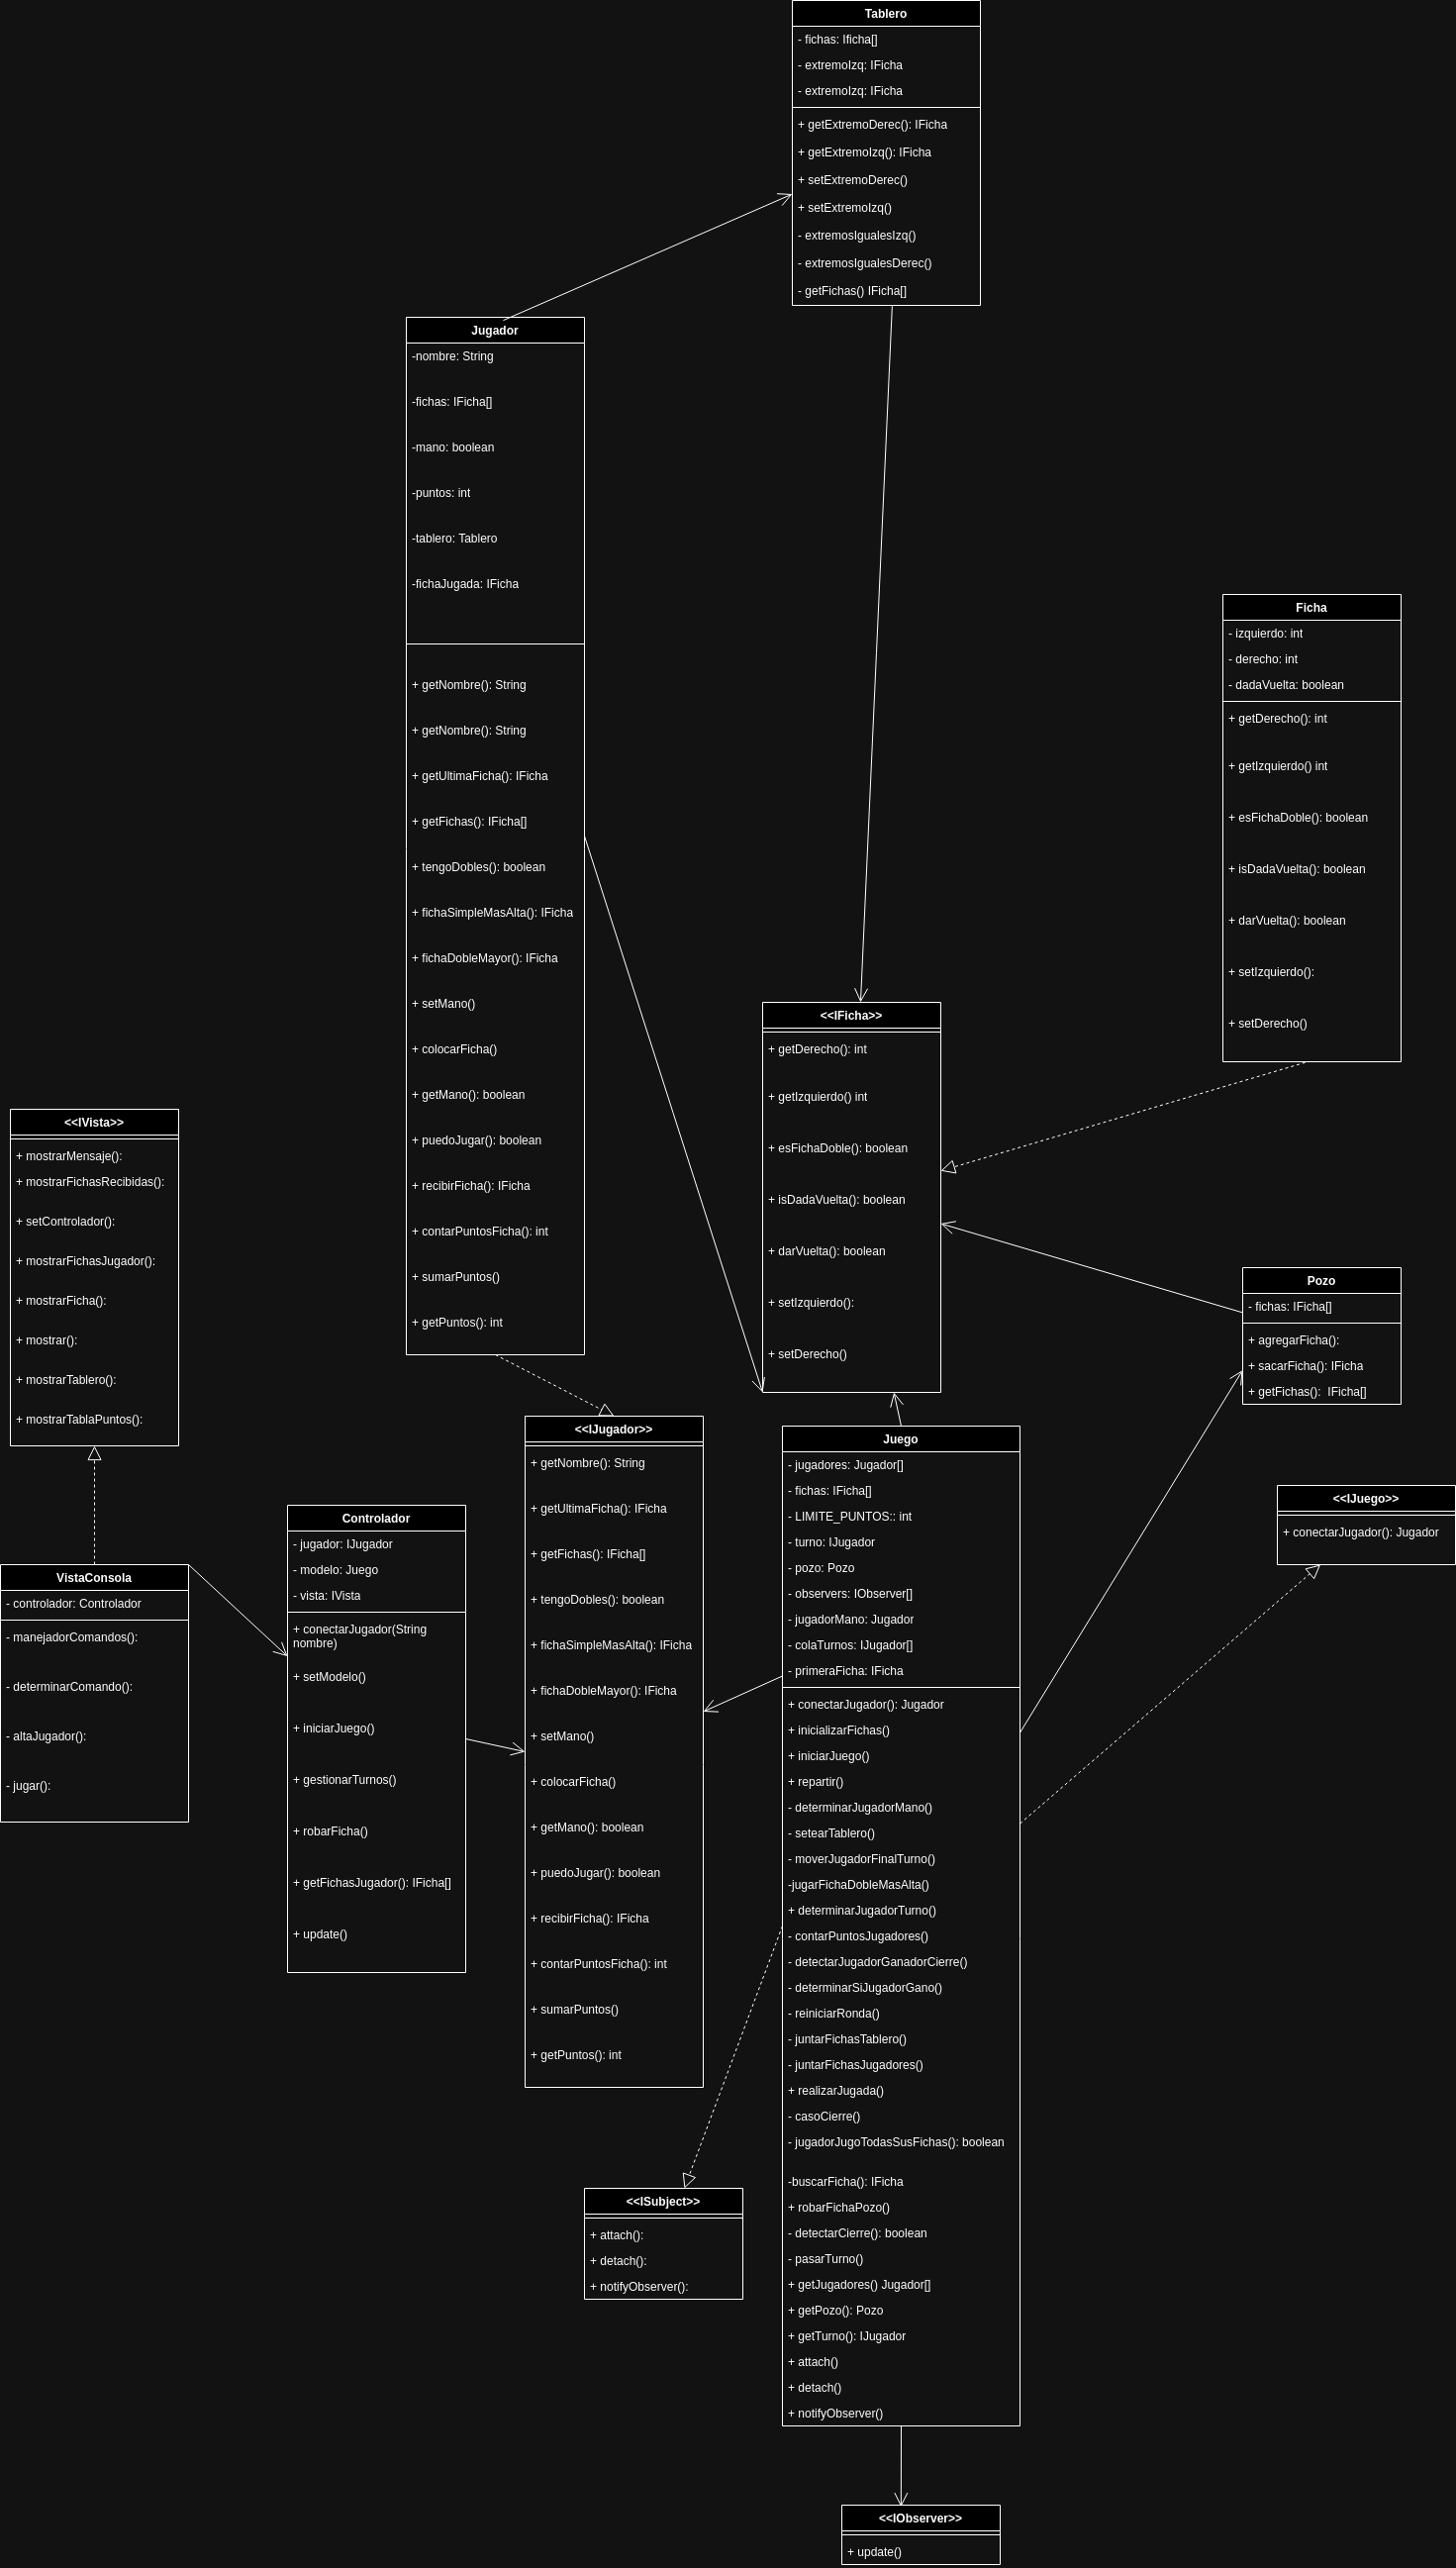 Tablero
- fichas: Ificha[]
- extremoIzq: IFicha
- extremoIzq: IFicha
+ getExtremoDerec(): IFicha
+ getExtremoIzq(): IFicha
+ setExtremoDerec()
+ setExtremoIzq()
- extremosIgualesIzq()
- extremosIgualesDerec()
- getFichas() IFicha[]
Jugador
-nombre: String
-fichas: IFicha[]
-mano: boolean
-puntos: int
-tablero: Tablero
-fichaJugada: IFicha
+ getNombre(): String
+ getNombre(): String
+ getUltimaFicha(): IFicha
+ getFichas(): IFicha[]
+ tengoDobles(): boolean
+ fichaSimpleMasAlta(): IFicha
+ fichaDobleMayor(): IFicha
+ setMano()
+ colocarFicha()
+ getMano(): boolean
+ puedoJugar(): boolean
+ recibirFicha(): IFicha
+ contarPuntosFicha(): int
+ sumarPuntos()
+ getPuntos(): int
Ficha
- izquierdo: int
- derecho: int
- dadaVuelta: boolean
+ getDerecho(): int
+ getIzquierdo() int
+ esFichaDoble(): boolean
+ isDadaVuelta(): boolean
+ darVuelta(): boolean
+ setIzquierdo():
+ setDerecho()
<<IFicha>>
+ getDerecho(): int
+ getIzquierdo() int
+ esFichaDoble(): boolean
+ isDadaVuelta(): boolean
+ darVuelta(): boolean
+ setIzquierdo():
+ setDerecho()
<<IVista>>
+ mostrarMensaje():
+ mostrarFichasRecibidas():
+ setControlador():
+ mostrarFichasJugador():
+ mostrarFicha():
+ mostrar():
+ mostrarTablero():
+ mostrarTablaPuntos():
Pozo
- fichas: IFicha[]
+ agregarFicha():
+ sacarFicha(): IFicha
+ getFichas():  IFicha[]
VistaConsola
- controlador: Controlador
- manejadorComandos():
- determinarComando():
- altaJugador():
- jugar():
Controlador
- jugador: IJugador
- modelo: Juego
- vista: IVista
+ conectarJugador(String
nombre)
+ setModelo()
+ iniciarJuego()
+ gestionarTurnos()
+ robarFicha()
+ getFichasJugador(): IFicha[]
+ update()
<<IJugador>>
+ getNombre(): String
+ getUltimaFicha(): IFicha
+ getFichas(): IFicha[]
+ tengoDobles(): boolean
+ fichaSimpleMasAlta(): IFicha
+ fichaDobleMayor(): IFicha
+ setMano()
+ colocarFicha()
+ getMano(): boolean
+ puedoJugar(): boolean
+ recibirFicha(): IFicha
+ contarPuntosFicha(): int
+ sumarPuntos()
+ getPuntos(): int
Juego
- jugadores: Jugador[]
- fichas: IFicha[]
- LIMITE_PUNTOS:: int
- turno: IJugador
- pozo: Pozo
- observers: IObserver[]
- jugadorMano: Jugador
- colaTurnos: IJugador[]
- primeraFicha: IFicha
+ conectarJugador(): Jugador
+ inicializarFichas()
+ iniciarJuego()
+ repartir()
- determinarJugadorMano()
- setearTablero()
- moverJugadorFinalTurno()
-jugarFichaDobleMasAlta()
+ determinarJugadorTurno()
- contarPuntosJugadores()
- detectarJugadorGanadorCierre()
- determinarSiJugadorGano()
- reiniciarRonda()
- juntarFichasTablero()
- juntarFichasJugadores()
+ realizarJugada()
- casoCierre()
- jugadorJugoTodasSusFichas(): boolean
-buscarFicha(): IFicha
+ robarFichaPozo()
- detectarCierre(): boolean
- pasarTurno()
+ getJugadores() Jugador[]
+ getPozo(): Pozo
+ getTurno(): IJugador
+ attach()
+ detach()
+ notifyObserver()
<<IJuego>>
+ conectarJugador(): Jugador
<<ISubject>>
+ attach():
+ detach():
+ notifyObserver():
<<IObserver>>
+ update()